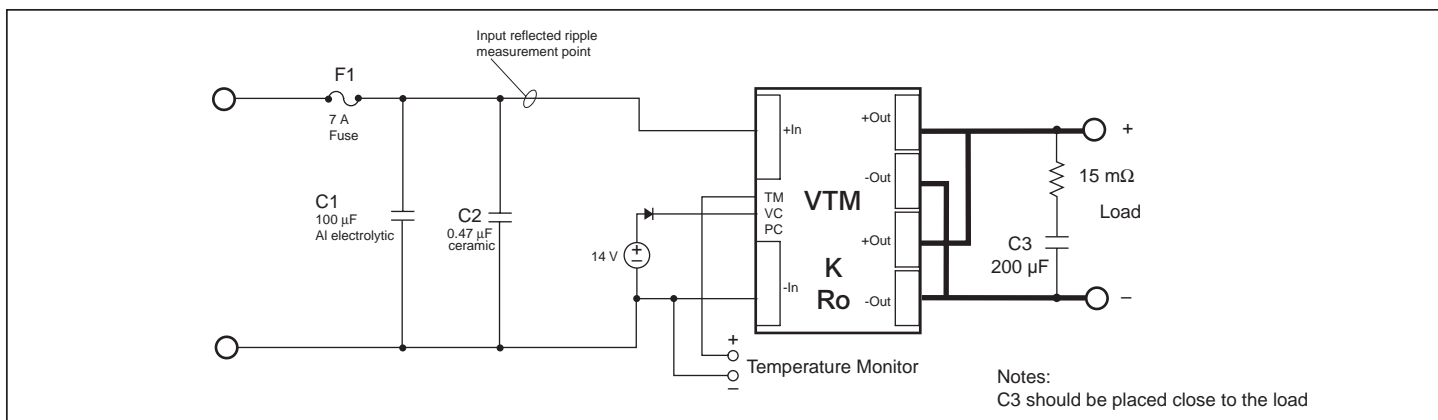 Input reflected ripple
measurement point
F1
7 A
Fuse
C1
100 µF
Al electrolytic
C2
0.47 µF
ceramic
14 V
+
−
+In
TM
VC
PC
-In
VTM
K
Ro
+Out
-Out
+Out
-Out
+
15 mΩ
Load
C3
200 µF
−
+
Temperature Monitor
−
Notes:
C3 should be placed close to the load